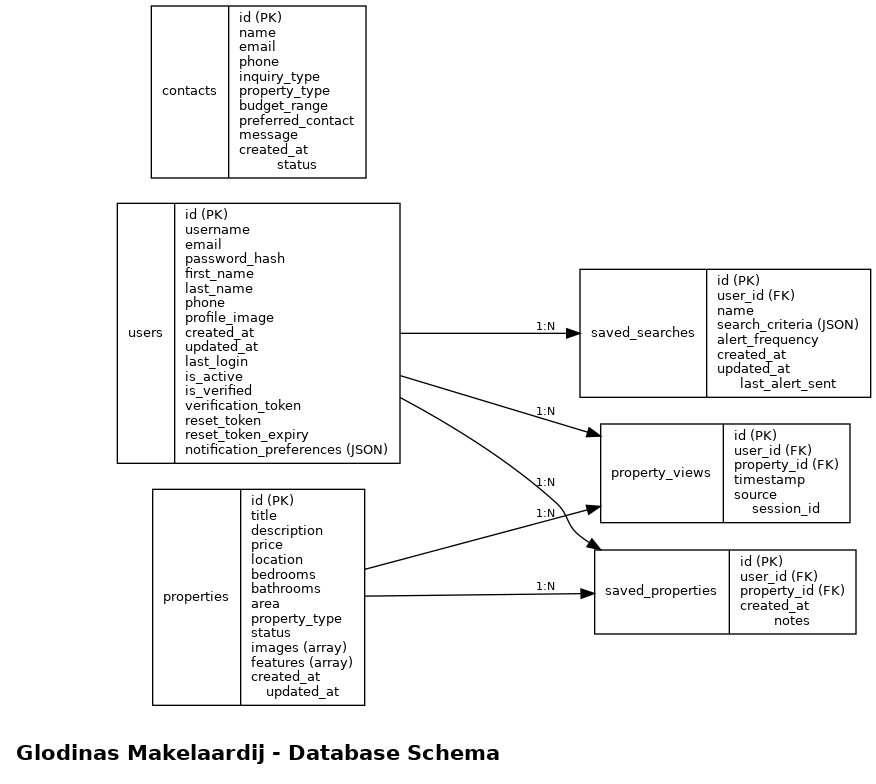 contacts
id (PK)
name
email
phone
inquiry_type
property_type
budget_range
preferred_contact
message
created_at
status
users
id (PK)
username
email
password_hash
first_name
last_name
phone
profile_image
created_at
updated_at
last_login
is_active
is_verified
verification_token
reset_token
reset_token_expiry
notification_preferences (JSON)
properties
id (PK)
title
description
price
location
bedrooms
bathrooms
area
property_type
status
images (array)
features (array)
created_at
updated_at
1:N
1:N
1:N
1:N
1:N
saved_searches
id (PK)
user_id (FK)
name
search_criteria (JSON)
alert_frequency
created_at
updated_at
last_alert_sent
property_views
id (PK)
user_id (FK)
property_id (FK)
timestamp
source
session_id
saved_properties
id (PK)
user_id (FK)
property_id (FK)
created_at
notes
Glodinas Makelaardij - Database Schema